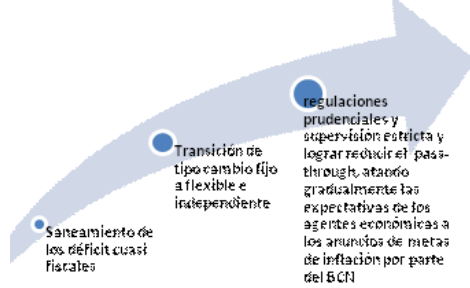 Saneamiento de
los déficit cuasi
fiscales
Transición de
tipo cambio fijo
a flexible e
independiente
regulaciones
prudenciales y
supervisión estricta y
lograr reducir el pass-
through, atando
gradualmente las
expectativas de los
agentes económicas a
los anuncios de metas
de inflación por parte
del BCN